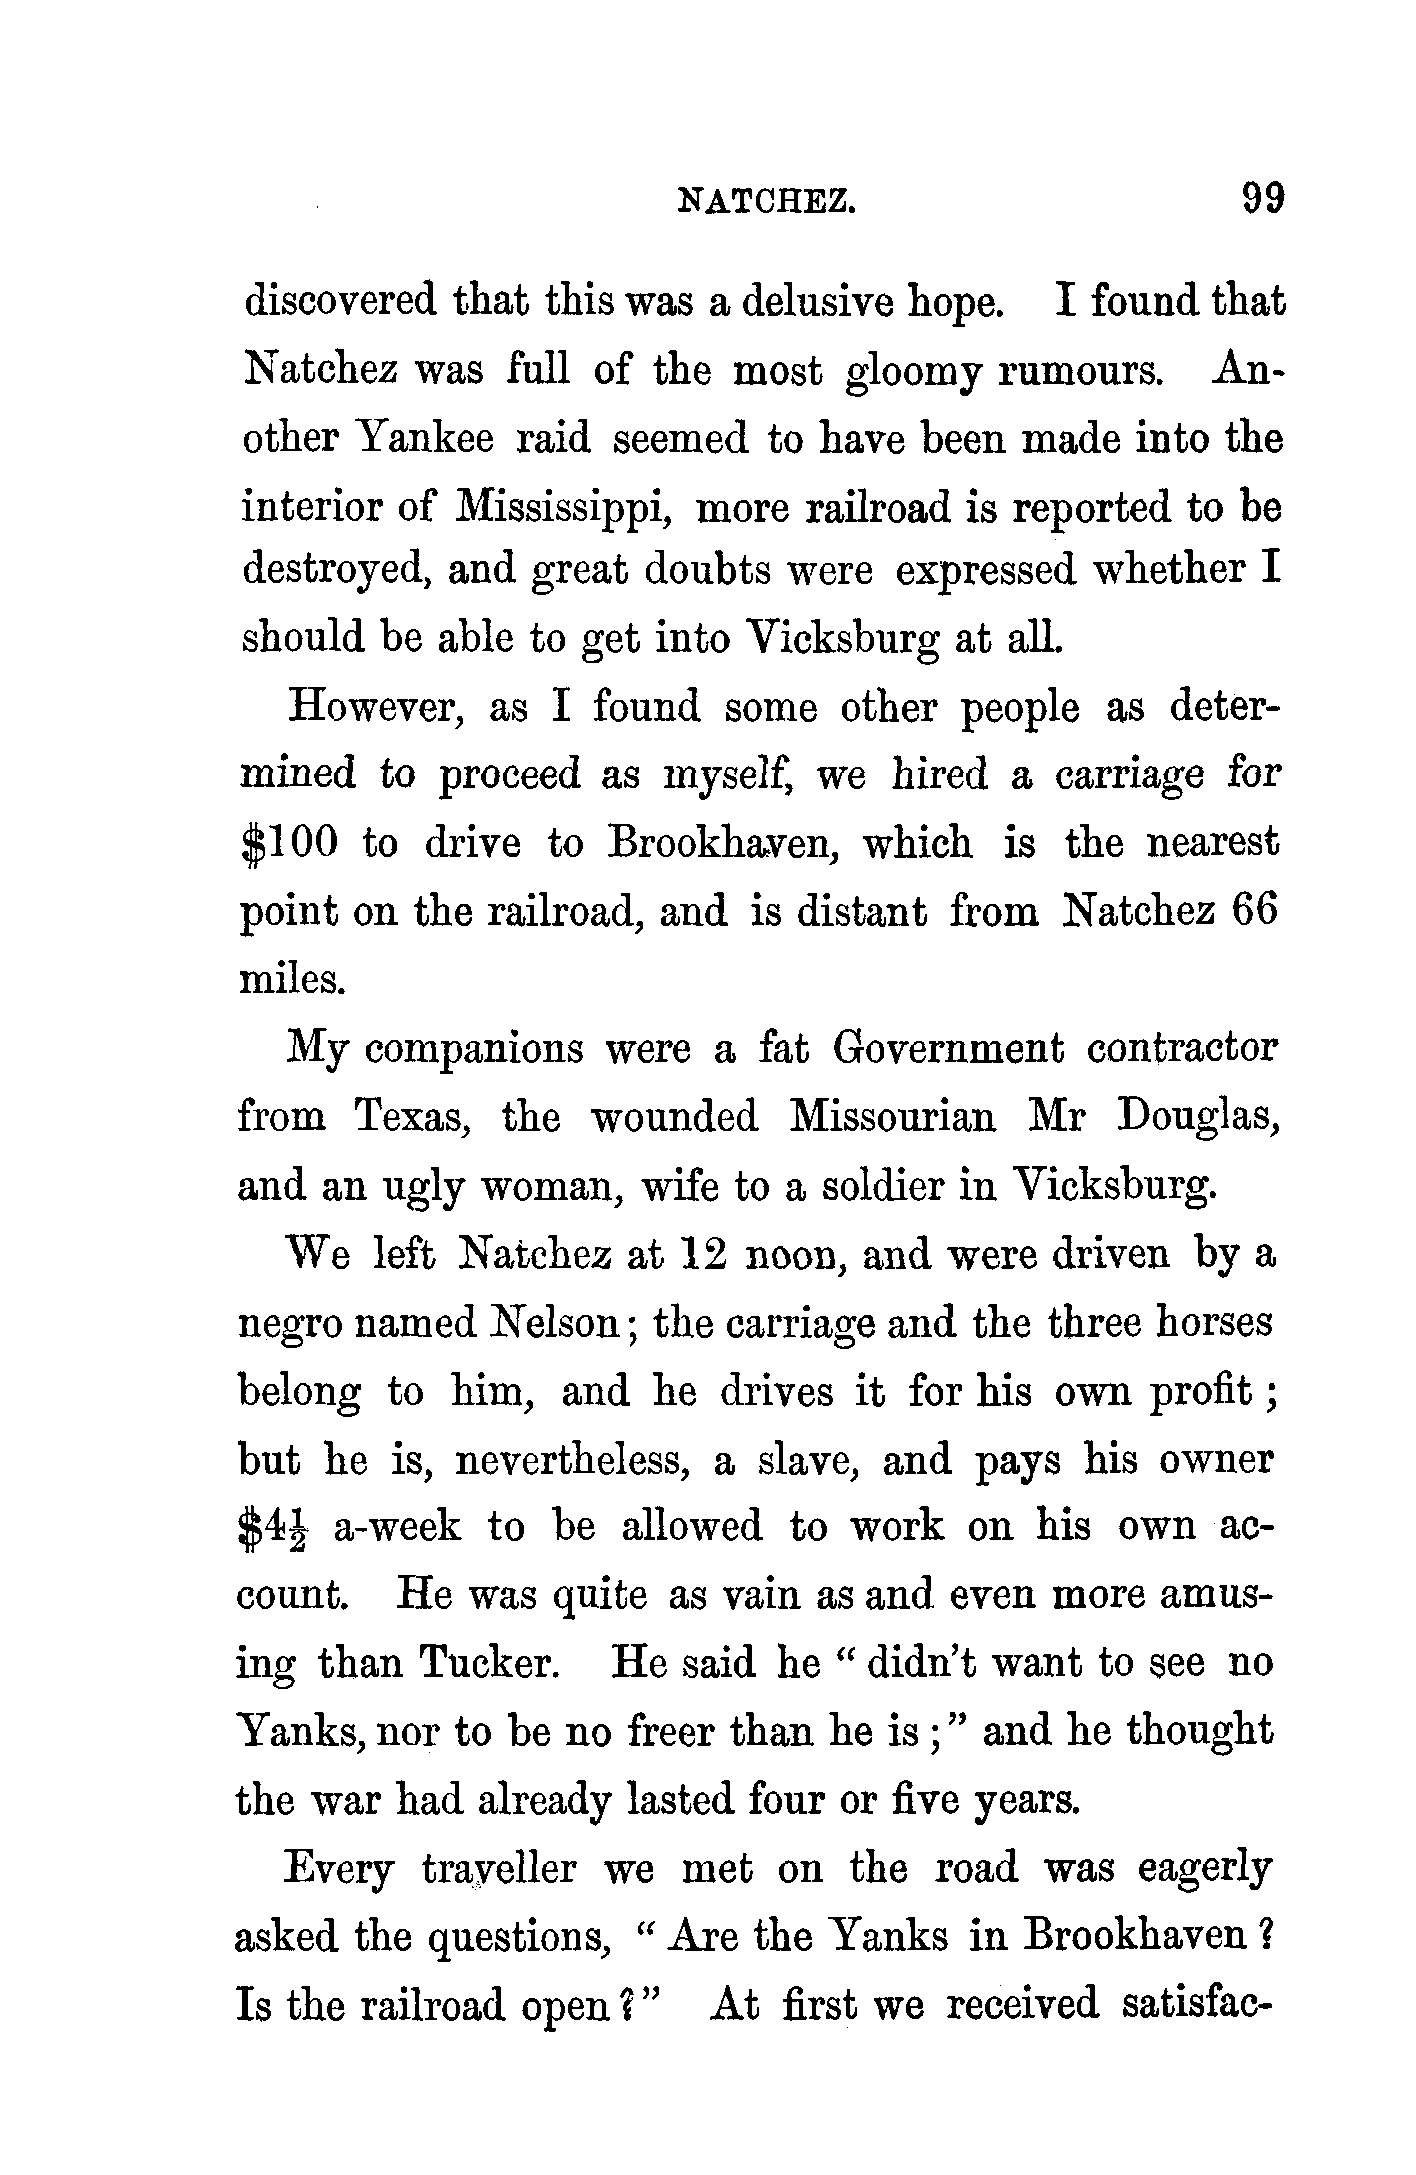 NATCHEZ. 99
discovered that this was a delusive hope. I found that
Natchez was full of the most gloomy rumours. An-
other Yankee raid seemed to have been made into the
interior of Mississippi, more railroad is reported to be
destroyed, and great doubts were expressed whether I
should be able to get into Vicksburg at all.
However, as I found some other people as deter-
mined to proceed as myself, we hired a carriage for
$100 to drive to Brookhaven, which is the nearest
point on the railroad, and is distant from Natchez 66
miles.
My companions were a fat Government contractor
from Texas, the wounded Missourian Mr Douglas,
and an ugly woman, wife to a soldier in Vicksburg.
We left Natchez at 12 noon, and were driven by a
negro named Nelson; the carriage and the three horses
belong to him, and he drives it for his own profit;
but he is, nevertheless, a slave, and pays his owner
$4½ a-week to be allowed to work on his own ac-
count. He was quite as vain as and even more amus-
ing than Tucker. He said he "didn't want to see no
Yanks, nor to be no freer than he is;" and he thought
the war had already lasted four or five years.
Every traveller we met on the road was eagerly
asked the questions, "Are the Yanks in Brookhaven?
Is the railroad open?" At first we received satisfac-